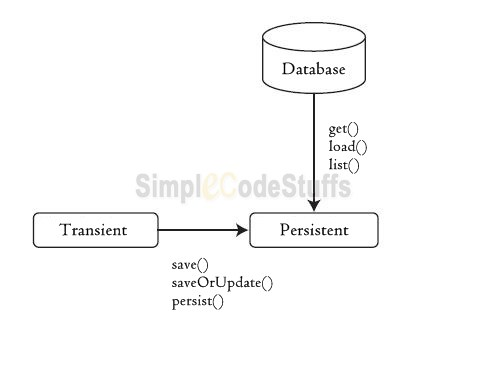 Database
get()
load()
list()
SimpleCodeStuffs
Transient
Persistent
save()
saveOrUpdate()
persist()